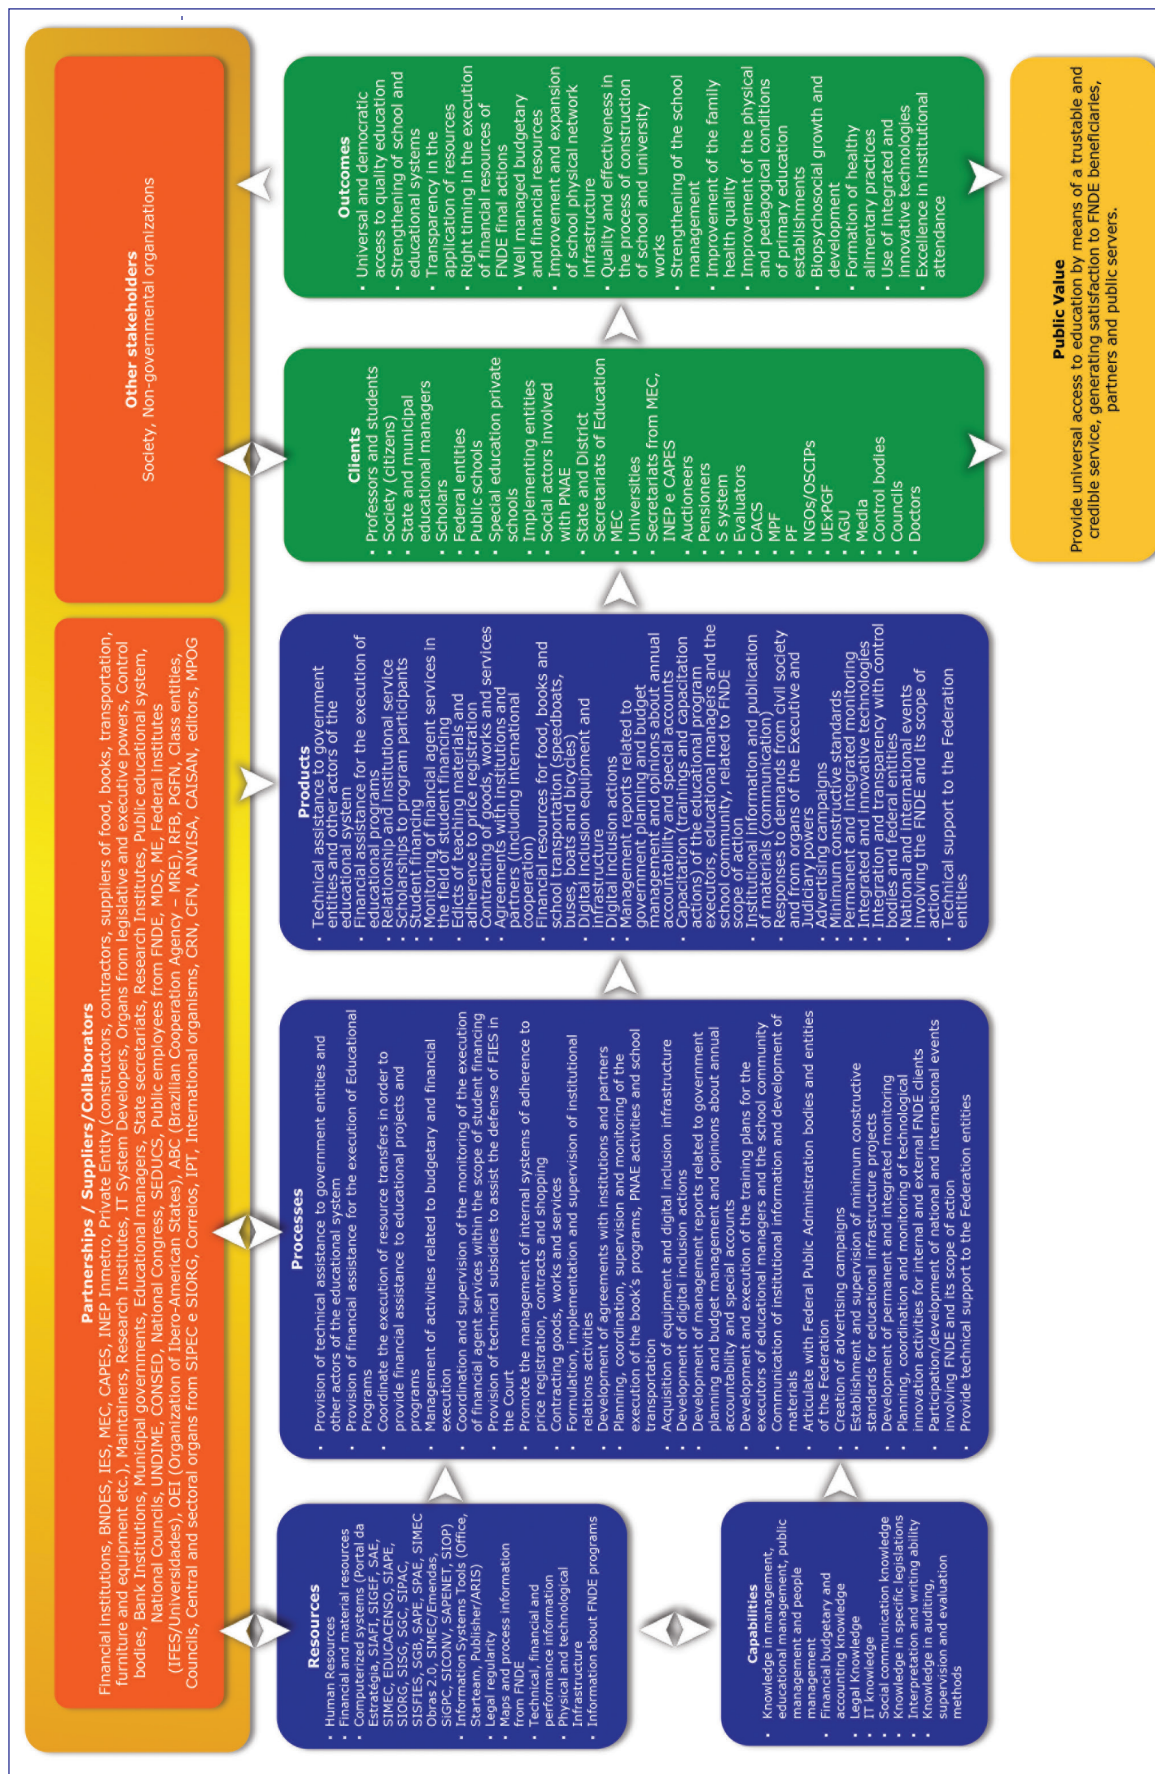 Partnerships / Suppliers/Collaborators
Financial institutions, BNDES, IES, MEC, CAPES, INEP Inmetro, Private Entity (constructors, contractors, suppliers of food, books, transportation,
furniture and equipment etc.), Maintainers, Research Institutes, IT System Developers, Organs from legislative and executive powers, Control
bodies, Bank Institutions, Municipal governments, Educational managers, State secretariats, Research Institutes, Public educational system,
National Councils, UNDIME, CONSED, National Congress, SEDUCS, Public employees from FNDE, MDS, ME, Federal Institutes
(IFES/Universidades), OEI (Organization of Ibero-American States), ABC (Brazilian Cooperation Agency – MRE), RFB, PGFN, Class entities,
Councils, Central and sectoral organs from SIPEC e SIORG, Correios, IPT, International organisms, CRN, CFN, ANVISA, CAISAN, editors, MPOG
Other stakeholders
Society, Non-governmental organizations
Resources
• Human Resources
• Financial and material resources
• Computerized systems (Portal da
Estratégia, SIAFI, SIGEF, SAE,
SIMEC, EDUCACENSO, SIAPE,
SIORG, SISG, SGC, SIPAC,
SISFIES, SGB, SAPE, SPAE, SIMEC
Obras 2.0, SIMEC/Emendas,
SiGPC, SICONV, SAPENET, SIOP)
• Information Systems Tools (Office,
Starteam, Publisher/ARIS)
• Legal regularity
• Maps and process information
from FNDE
• Technical, financial and
performance information
• Physical and technological
Infrastructure
• Information about FNDE programs
Capabilities
• Knowledge in management,
educational management, public
management and people
management
• Financial budgetary and
accounting knowledge
• Legal Knowledge
• IT knowledge
• Social communication knowledge
• Knowledge in specific legislations
• Interpretation and writing ability
• Knowledge in auditing,
supervision and evaluation
methods
Processes
• Provision of technical assistance to government entities and
other actors of the educational system
• Provision of financial assistance for the execution of Educational
Programs
• Coordinate the execution of resource transfers in order to
provide financial assistance to educational projects and
programs
• Management of activities related to budgetary and financial
execution
• Coordination and supervision of the monitoring of the execution
of financial agent services within the scope of student financing
• Provision of technical subsidies to assist the defense of FIES in
the Court
• Promote the management of internal systems of adherence to
price registration, contracts and shopping
• Contracting goods, works and services
• Formulation, implementation and supervision of institutional
relations activities
• Development of agreements with institutions and partners
• Planning, coordination, supervision and monitoring of the
execution of the book's programs, PNAE activities and school
transportation
• Acquisition of equipment and digital inclusion infrastructure
• Development of digital inclusion actions
• Development of management reports related to government
planning and budget management and opinions about annual
accountability and special accounts
• Development and execution of the training plans for the
executors of educational managers and the school community
• Communication of institutional information and development of
materials
• Articulate with Federal Public Administration bodies and entities
of the Federation
• Creation of advertising campaigns
• Establishment and supervision of minimum constructive
standards for educational infrastructure projects
• Development of permanent and integrated monitoring
• Planning, coordination and monitoring of technological
innovation activities for internal and external FNDE clients
• Participation/development of national and international events
involving FNDE and its scope of action
• Provide technical support to the Federation entities
Products
• Technical assistance to government
entities and other actors of the
educational system
• Financial assistance for the execution of
educational programs
• Relationship and institutional service
• Scholarships to program participants
• Student financing
• Monitoring of financial agent services in
the field of student financing
• Edicts of teaching materials and
adherence to price registration
• Contracting of goods, works and services
• Agreements with institutions and
partners (including international
cooperation)
• Financial resources for food, books and
school transportation (speedboats,
buses, boats and bicycles)
• Digital inclusion equipment and
infrastructure
• Digital inclusion actions
• Management reports related to
government planning and budget
management and opinions about annual
accountability and special accounts
• Capacitation (trainings and capacitation
actions) of the educational program
executors, educational managers and the
school community, related to FNDE
scope of action
• Institutional information and publication
of materials (communication)
• Responses to demands from civil society
and from organs of the Executive and
Judiciary powers
• Advertising campaigns
• Minimum constructive standards
• Permanent and integrated monitoring
• Integrated and innovative technologies
• Integration and transparency with control
bodies and federal entities
• National and international events
involving the FNDE and its scope of
action
• Technical support to the Federation
entities
Clients
• Professors and students
• Society (citizens)
• State and municipal
educational managers
• Scholars
• Federal entities
• Public schools
• Special education private
schools
• Implementing entities
• Social actors involved
with PNAE
• State and District
Secretariats of Education
• MEC
• Universities
• Secretariats from MEC,
INEP e CAPES
• Auctioneers
• Pensioners
• S system
• Evaluators
• CACS
• MPF
• PF
• NGOs/OSCIPs
• UExPGF
• AGU
• Media
• Control bodies
• Councils
• Doctors
Outcomes
• Universal and democratic
access to quality education
• Strengthening of school and
educational systems
• Transparency in the
application of resources
• Right timing in the execution
of financial resources of
FNDE final actions
• Well managed budgetary
and financial resources
• Improvement and expansion
of school physical network
infrastructure
• Quality and effectiveness in
the process of construction
of school and university
works
• Strengthening of the school
management
• Improvement of the family
health quality
• Improvement of the physical
and pedagogical conditions
of primary education
establishments
• Biopsychosocial growth and
development
• Formation of healthy
alimentary practices
• Use of integrated and
innovative technologies
• Excellence in institutional
attendance
Public Value
Provide universal access to education by means of a trustable and
credible service, generating satisfaction to FNDE beneficiaries,
partners and public servers.